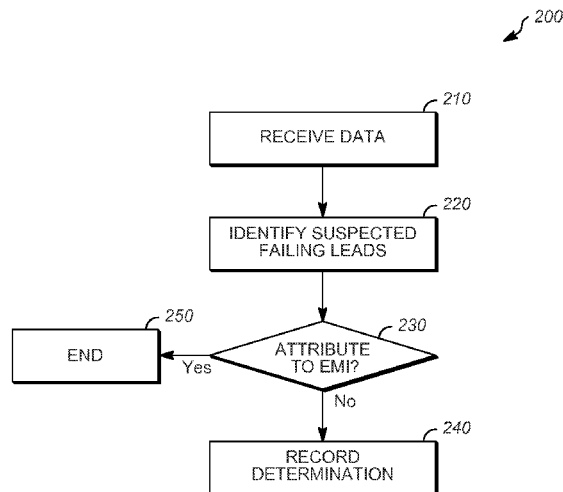 200
210
RECEIVE DATA
220
IDENTIFY SUSPECTED
FAILING LEADS
250
END
Yes
230
ATTRIBUTE
TO EMI?
No
240
RECORD
DETERMINATION